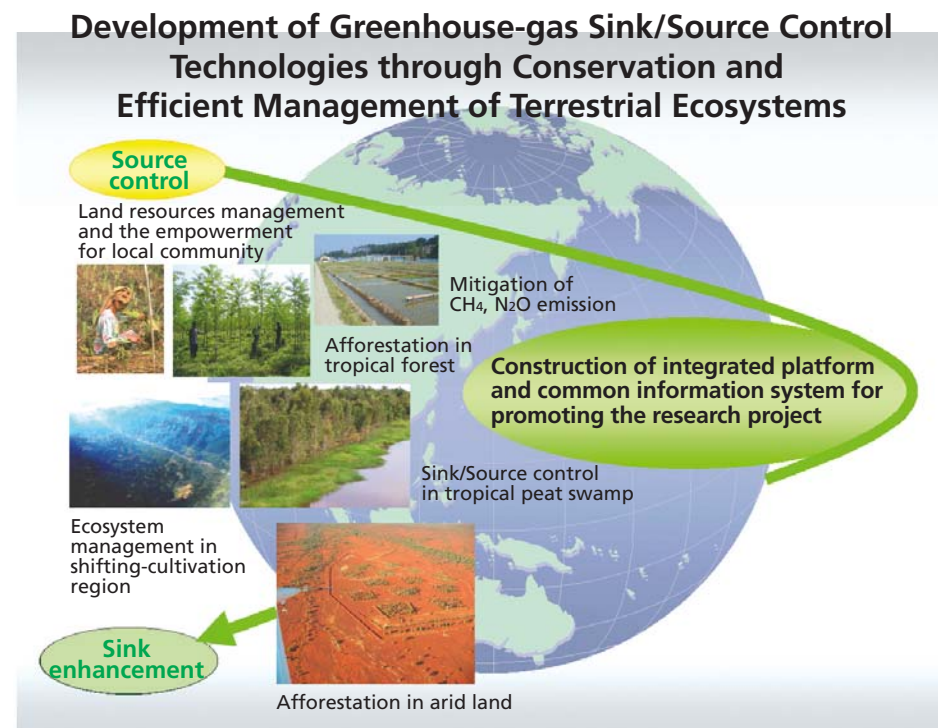 Development of Greenhouse-gas Sink/Source Control
Technologies through Conservation and
Efficient Management of Terrestrial Ecosystems
Source
control
Land resources management
and the empowerment
for local community
Mitigation of
CH4, N2O emission
Afforestation in
tropical forest
Construction of integrated platform
and common information system for
promoting the research project
Sink/Source control
in tropical peat swamp
Ecosystem
management in
shifting-cultivation
region
Sink
enhancement
Afforestation in arid land